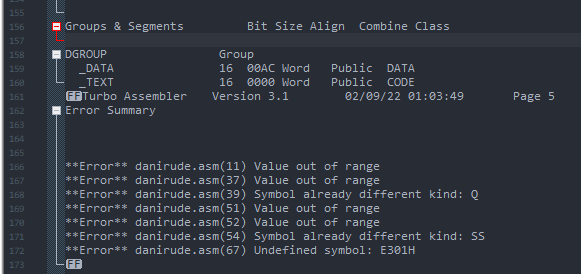 155
156 Groups & Segments Bit Size Align Combine Class
157
158 DGROUP Group
159 _DATA 16 00AC Word Public DATA
160 _TEXT 16 0000 Word Public CODE
161 FFTurbo Assembler Version 3.1 02/09/22 01:03:49 Page 5
162 Error Summary
163
164
165
166 **Error** danirude.asm(11) Value out of range
167 **Error** danirude.asm(37) Value out of range
168 **Error** danirude.asm(39) Symbol already different kind: Q
169 **Error** danirude.asm(51) Value out of range
170 **Error** danirude.asm(52) Value out of range
171 **Error** danirude.asm(54) Symbol already different kind: SS
172 **Error** danirude.asm(67) Undefined symbol: E301H
173 FF